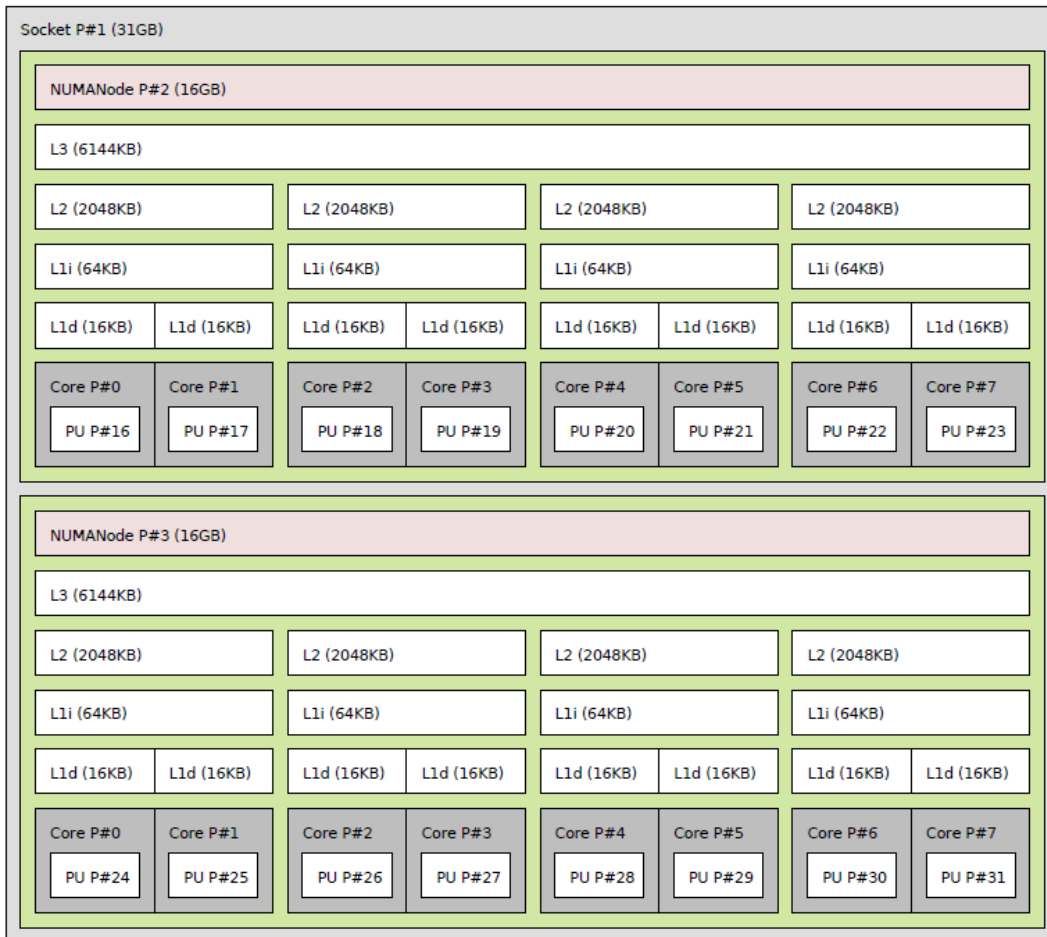 Socket P#1 (31GB)
NUMANode P#2 (16GB)
L3 (6144KB)
L2 (2048KB) L2 (2048KB) L2 (2048KB) L2 (2048KB)
L1i (64KB) L1i (64KB) L1i (64KB) L1i (64KB)
L1d (16KB) L1d (16KB) L1d (16KB) L1d (16KB) L1d (16KB) L1d (16KB) L1d (16KB) L1d (16KB)
Core P#0 Core P#1 Core P#2 Core P#3 Core P#4 Core P#5 Core P#6 Core P#7
PU P#16 PU P#17 PU P#18 PU P#19 PU P#20 PU P#21 PU P#22 PU P#23
NUMANode P#3 (16GB)
L3 (6144KB)
L2 (2048KB) L2 (2048KB) L2 (2048KB) L2 (2048KB)
L1i (64KB) L1i (64KB) L1i (64KB) L1i (64KB)
L1d (16KB) L1d (16KB) L1d (16KB) L1d (16KB) L1d (16KB) L1d (16KB) L1d (16KB) L1d (16KB)
Core P#0 Core P#1 Core P#2 Core P#3 Core P#4 Core P#5 Core P#6 Core P#7
PU P#24 PU P#25 PU P#26 PU P#27 PU P#28 PU P#29 PU P#30 PU P#31